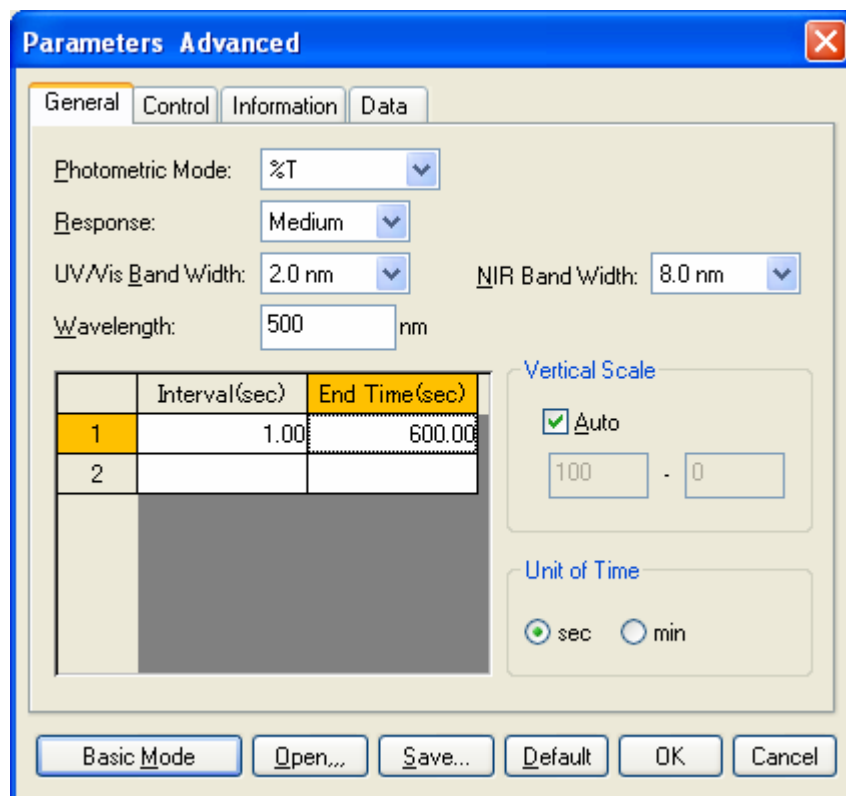 Parameters Advanced
General Control Information Data
Photometric Mode: %T
Response: Medium
UV/Vis Band Width: 2.0 nm NIR Band Width: 8.0 nm
Wavelength: 500 nm
Interval(sec) End Time(sec)
1 1.00 600.00
2
Vertical Scale
Auto
100 - 0
Unit of Time
sec min
Basic Mode Open,,, Save... Default OK Cancel